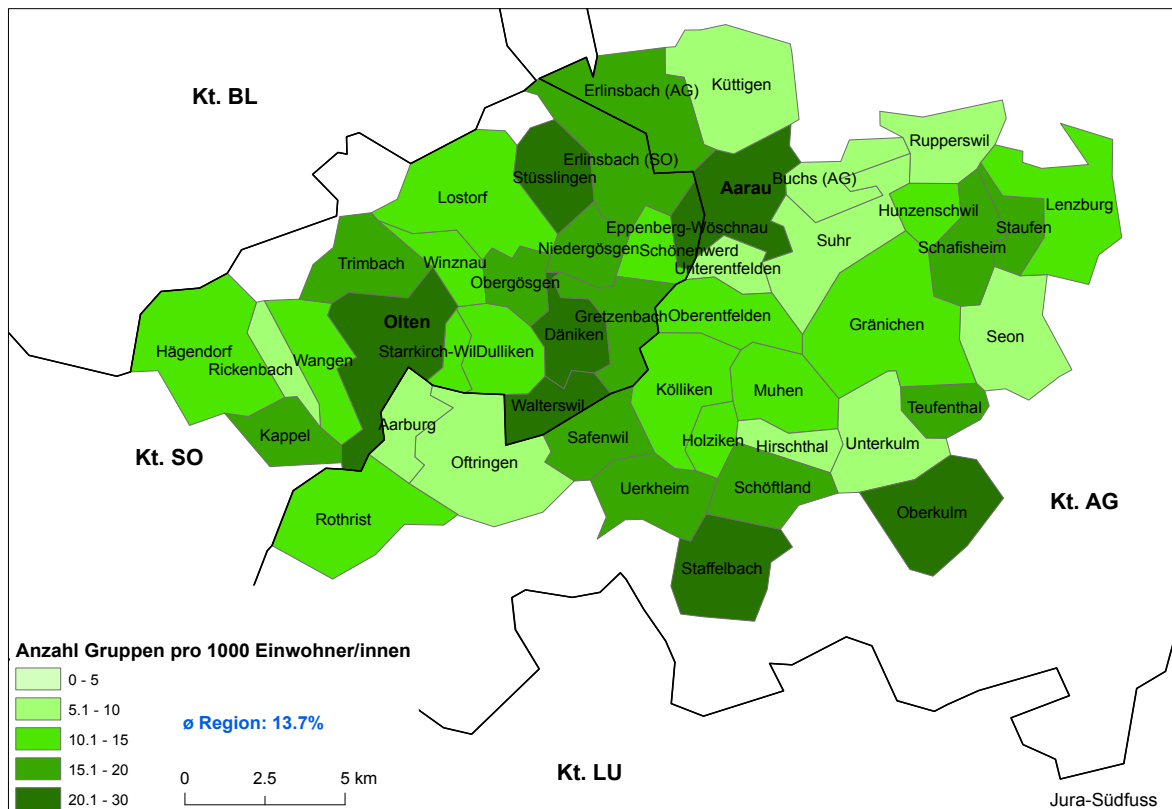 Kt. BL
Küttigen
Erlinsbach (AG)
Rupperswil
Erlinsbach (SO)
Stüsslingen
Aarau
Buchs (AG)
Lostorf
Hunzenschwil
Lenzburg
Eppenberg-Wöschnau
Staufen
Suhr
Niedergösgen
Schönenwerd
Schafisheim
Trimbach
Winznau
Unterentfelden
Obergösgen
Gretzenbach
Oberentfelden
Olten
Gränichen
Däniken
Seon
Hägendorf
Starrkirch-Wil
Dulliken
Wangen
Rickenbach
Kölliken
Muhen
Walterswil
Teufenthal
Aarburg
Kappel
Safenwil
Holziken
Hirschthal
Unterkulm
Kt. SO
Oftringen
Uerkheim
Schöftland
Kt. AG
Oberkulm
Rothrist
Staffelbach
Anzahl Gruppen pro 1000 Einwohner/innen
0 - 5
5.1 - 10
10.1 - 15
15.1 - 20
20.1 - 30
ø Region: 13.7%
0 2.5 5 km
Kt. LU
Jura-Südfuss